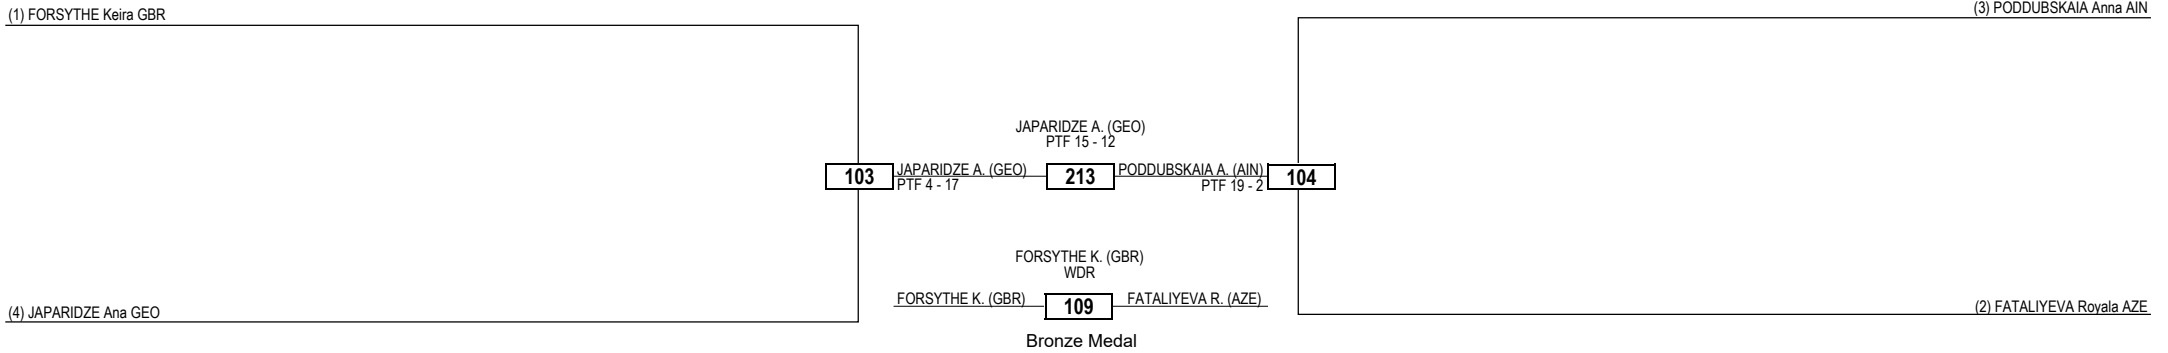 (1) FORSYTHE Keira GBR
(3) PODDUBSKAIA Anna AIN
JAPARIDZE A. (GEO)
PTF 15 - 12
103
JAPARIDZE A. (GEO)
PTF 4 - 17
213
PODDUBSKAIA A. (AIN)
PTF 19 - 2
104
FORSYTHE K. (GBR)
WDR
FORSYTHE K. (GBR)
109
FATALIYEVA R. (AZE)
Bronze Medal
(4) JAPARIDZE Ana GEO
(2) FATALIYEVA Royala AZE